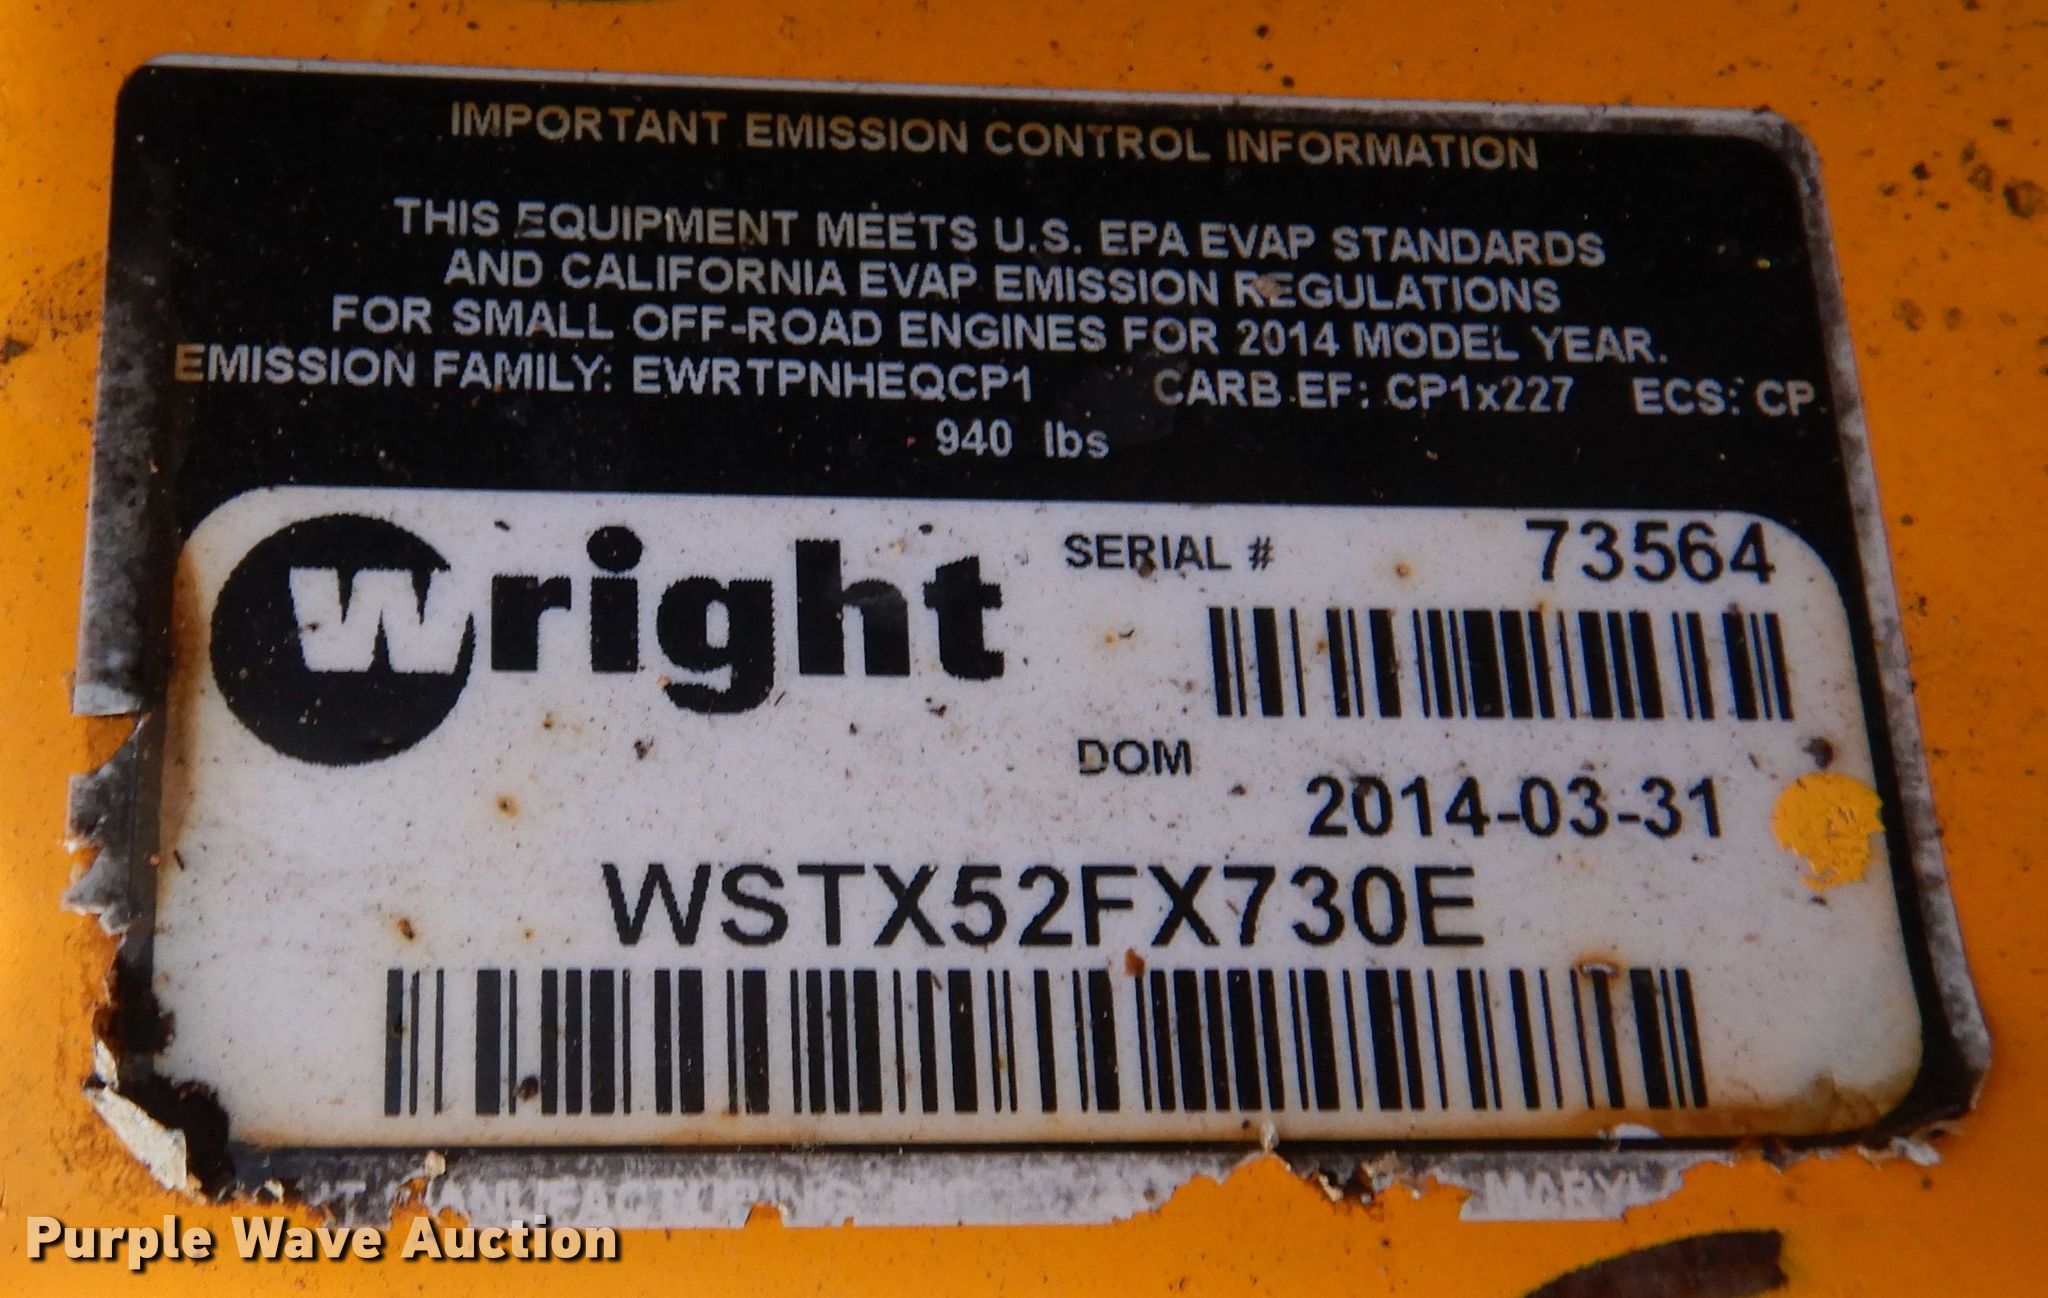 IMPORTANT EMISSION CONTROL INFORMATION
THIS EQUIPMENT MEETS U.S. EPA EVAP STANDARDS
AND CALIFORNIA EVAP EMISSION REGULATIONS
FOR SMALL OFF-ROAD ENGINES FOR 2014 MODEL YEAR.
EMISSION FAMILY: EWRTPNHEQCP1 CARB EF: CP1x227 ECS: CP
940 lbs
Wright
SERIAL # 73564
DOM
2014-03-31
WSTX52FX730E
Purple Wave Auction